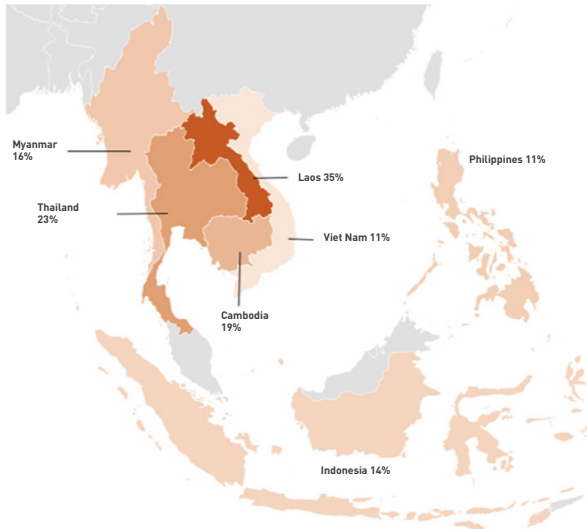 Myanmar
16%
Philippines 11%
Laos 35%
Thailand
23%
Viet Nam 11%
Cambodia
19%
Indonesia 14%